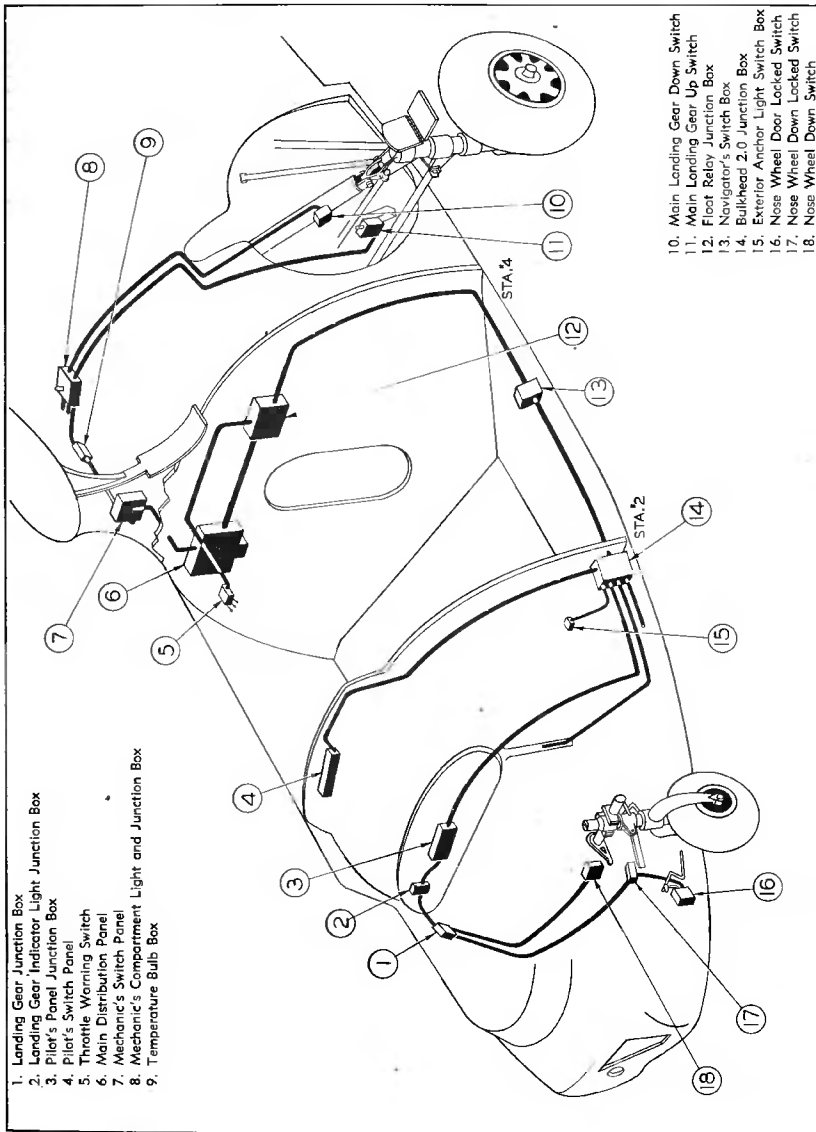 1. Landing Gear Junction Box
2. Landing Gear Indicator Light Junction Box
3. Pilot's Panel Junction Box
4. Pilot's Switch Panel
5. Throttle Warning Switch
6. Main Distribution Panel
7. Mechanic's Switch Panel
8. Mechanic's Compartment Light and Junction Box
9. Temperature Bulb Box
10. Main Landing Gear Down Switch
11. Main Landing Gear Up Switch
12. Float Relay Junction Box
13. Navigator's Switch Box
14. Bulkhead 2.0 Junction Box
15. Exterior Anchor Light Switch Box
16. Nose Wheel Door Locked Switch
17. Nose Wheel Down Locked Switch
18. Nose Wheel Down Switch
1
2
3
4
5
6
7
8
9
10
11
12
13
14
15
16
17
18
STA. 2
STA. 4